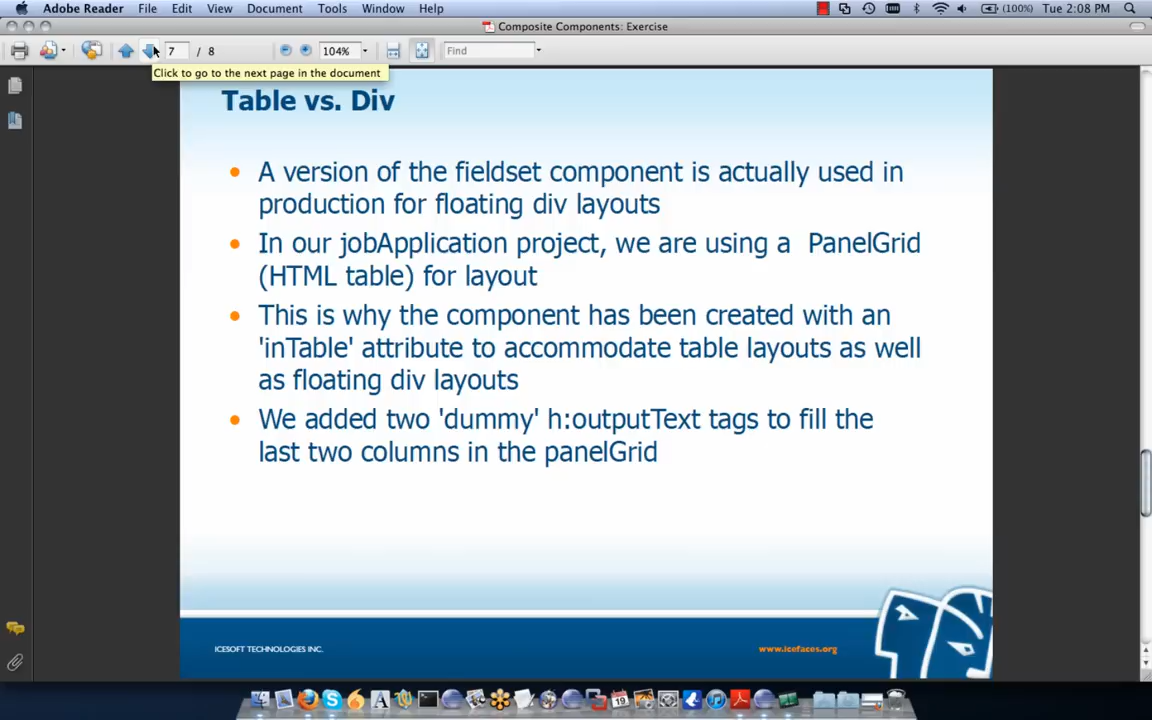 Adobe Reader File Edit View Document Tools Window Help (100%) Tue 2:08 PM
Composite Components: Exercise
7 / 8 104% Find
Click to go to the next page in the document
Table vs. Div
• A version of the fieldset component is actually used in
production for floating div layouts
• In our jobApplication project, we are using a PanelGrid
(HTML table) for layout
• This is why the component has been created with an
'inTable' attribute to accommodate table layouts as well
as floating div layouts
• We added two 'dummy' h:outputText tags to fill the
last two columns in the panelGrid
ICESOFT TECHNOLOGIES INC. www.icefaces.org
19